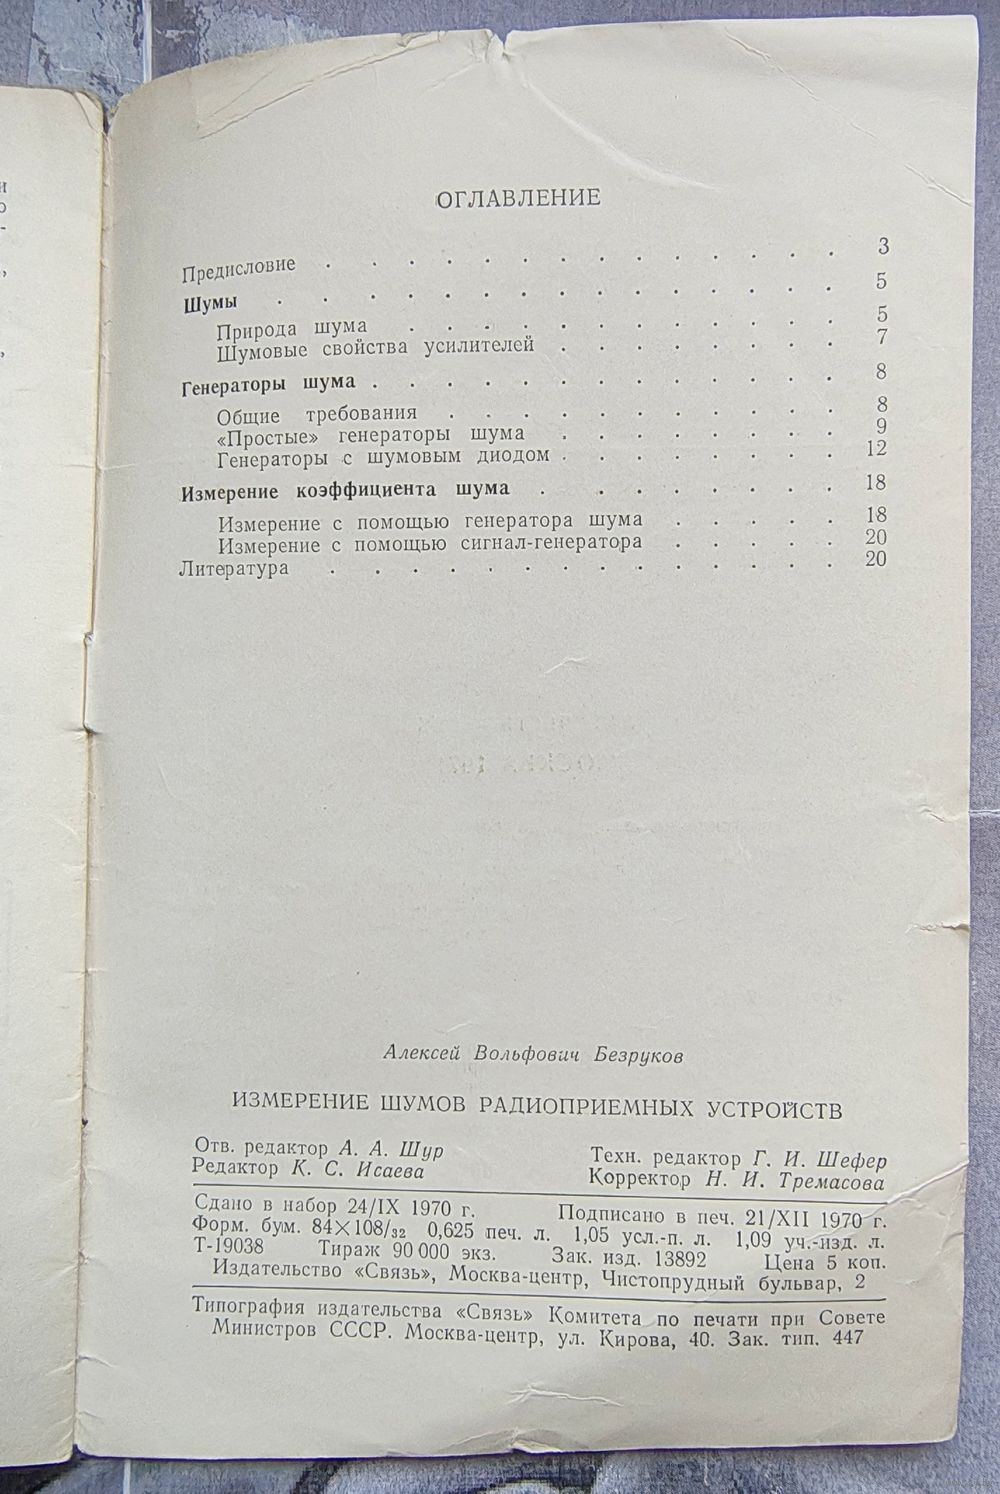 ОГЛАВЛЕНИЕ
Предисловие . . . . . . . . . . . . . . 3
Шумы . . . . . . . . . . . . . . . 5
Природа шума . . . . . . . . . . . . 5
Шумовые свойства усилителей . . . . . . . . 7
Генераторы шума . . . . . . . . . . . . . 8
Общие требования . . . . . . . . . . . 8
«Простые» генераторы шума . . . . . . . . 9
Генераторы с шумовым диодом . . . . . . . . 12
Измерение коэффициента шума . . . . . . . . 18
Измерение с помощью генератора шума . . . . . 18
Измерение с помощью сигнал-генератора . . . . . 20
Литература . . . . . . . . . . . . . . 20
Алексей Вольфович Безруков
ИЗМЕРЕНИЕ ШУМОВ РАДИОПРИЕМНЫХ УСТРОЙСТВ
Отв. редактор А. А. Шур Техн. редактор Г. И. Шефер
Редактор К. С. Исаева Корректор Н. И. Тремасова
Сдано в набор 24/IX 1970 г. Подписано в печ. 21/XII 1970 г.
Форм. бум. 84×108/32 0,625 печ. л. 1,05 усл.-п. л. 1,09 уч.-изд. л.
Т-19038 Тираж 90 000 экз. Зак. изд. 13892 Цена 5 коп.
Издательство «Связь», Москва-центр, Чистопрудный бульвар, 2
Типография издательства «Связь» Комитета по печати при Совете
Министров СССР. Москва-центр, ул. Кирова, 40. Зак. тип. 447